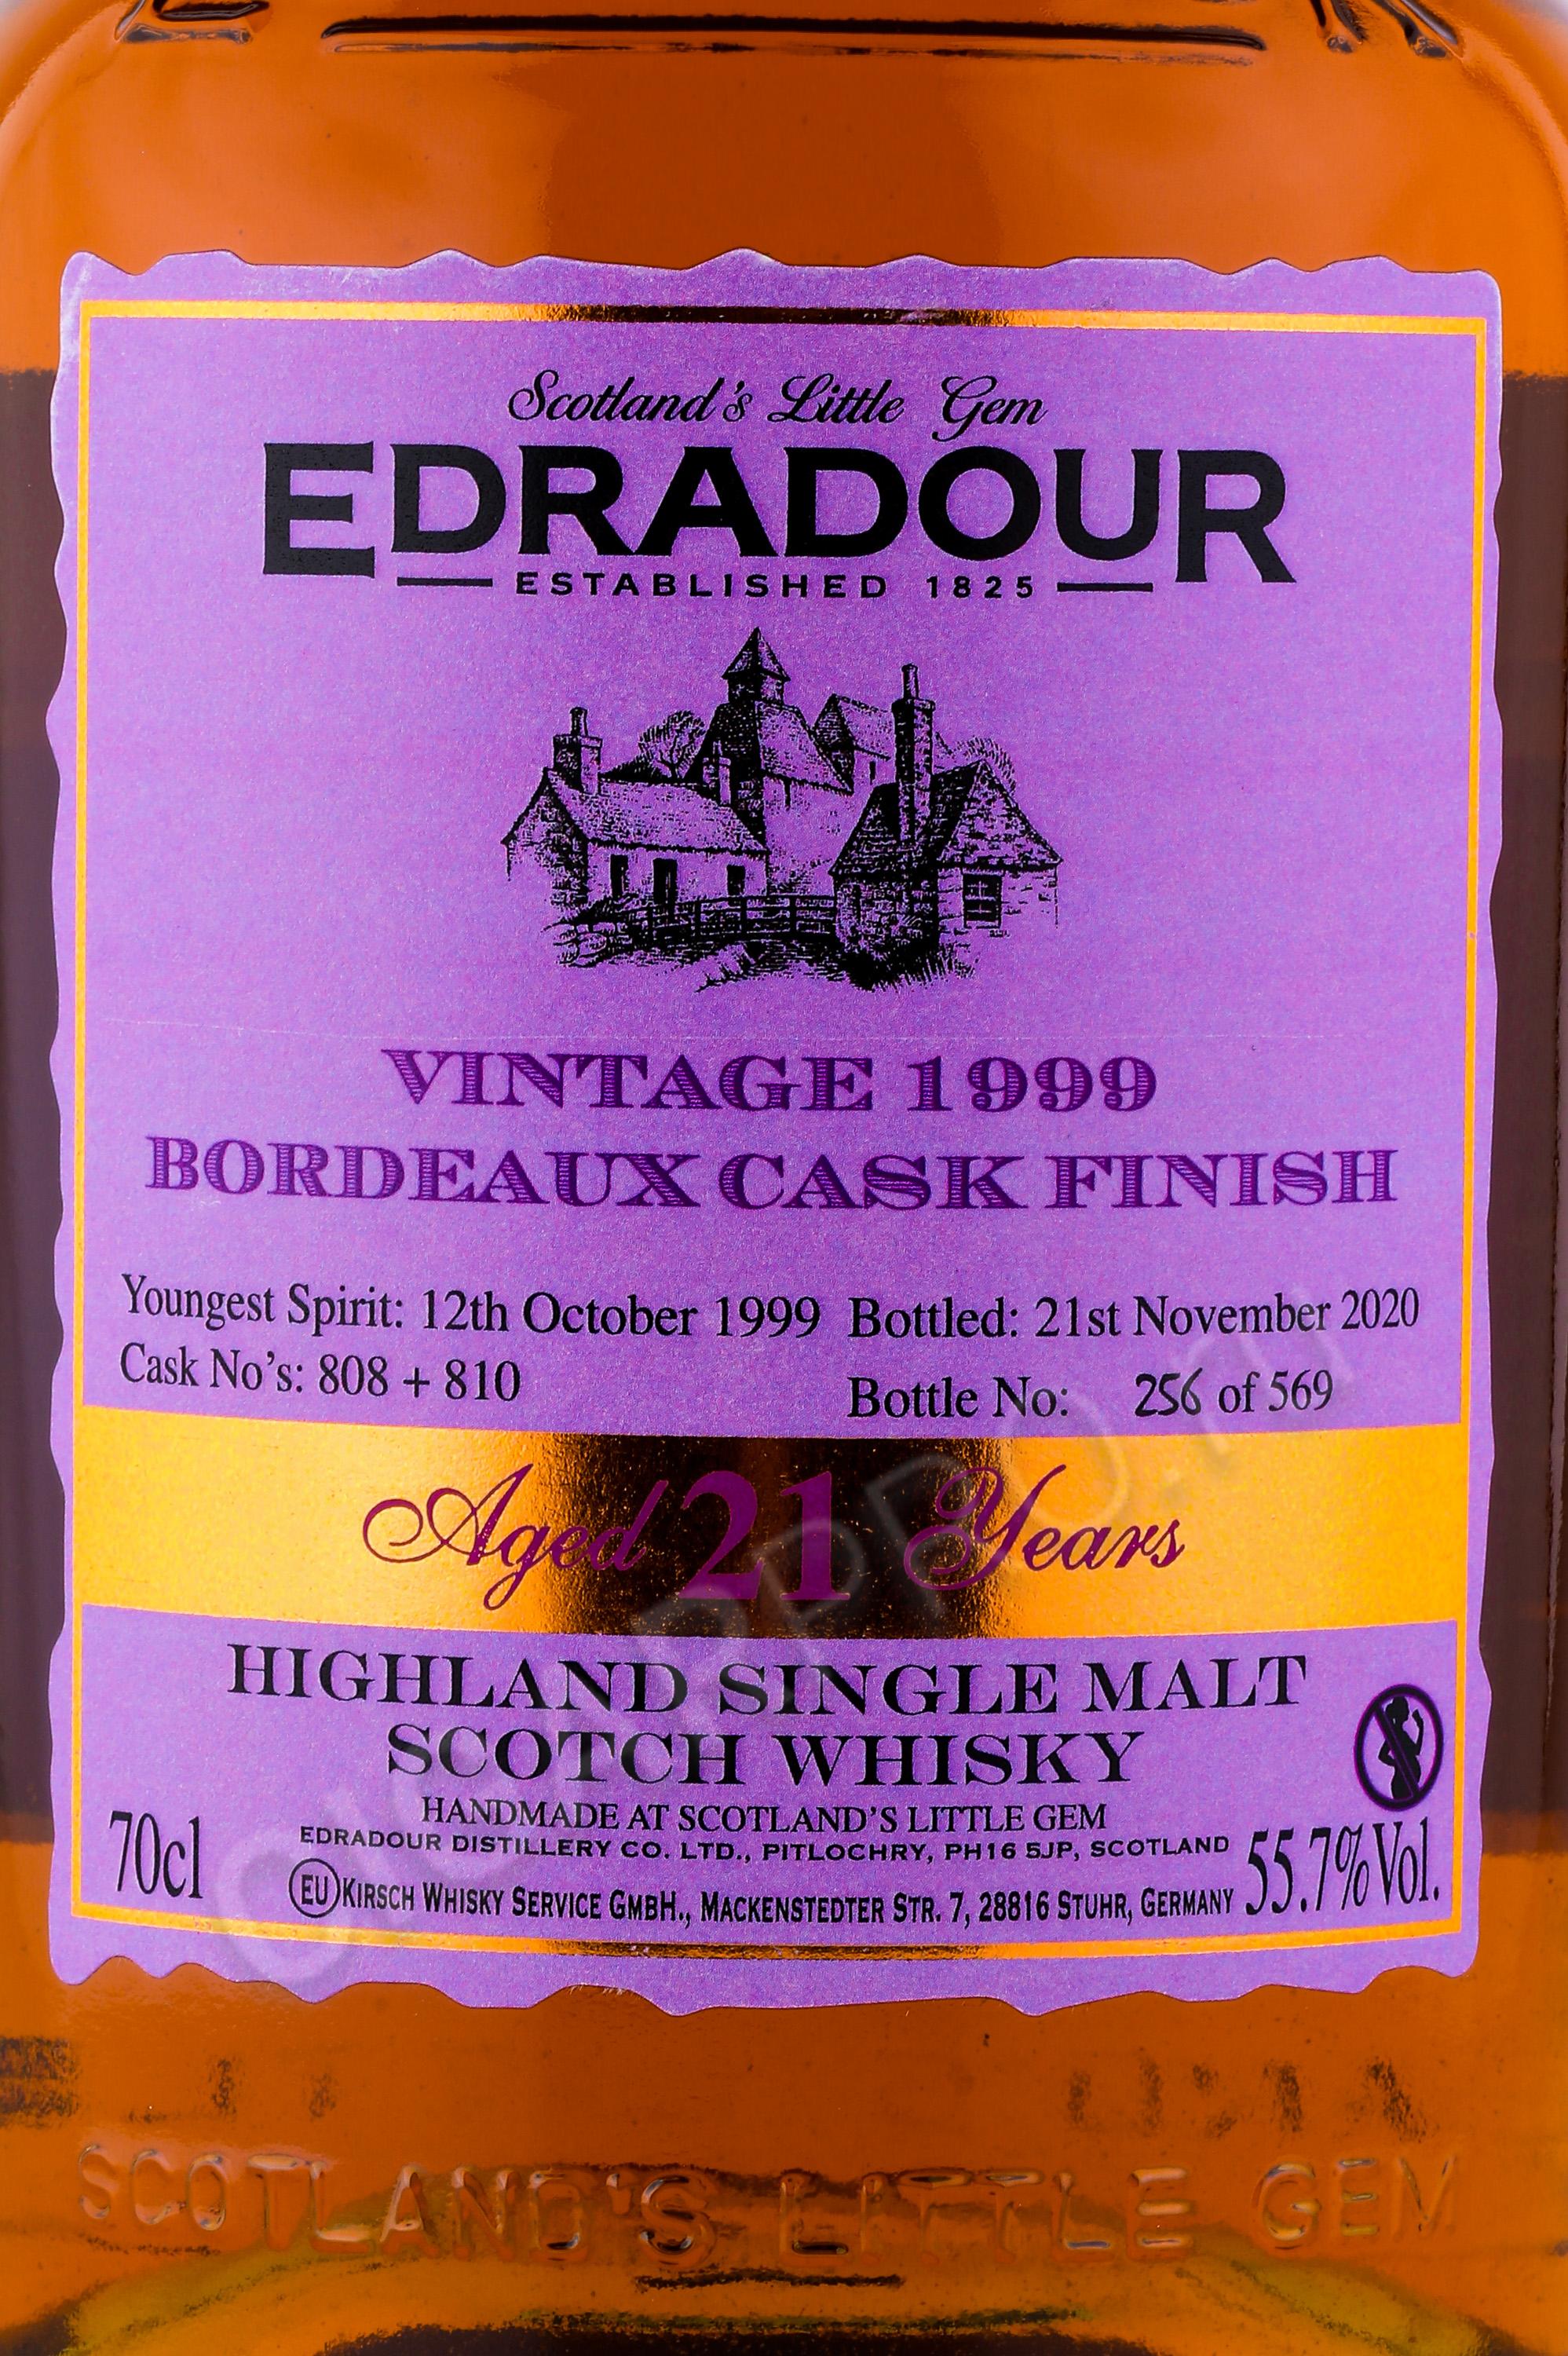 Scotland's Little Gem
EDRADOUR
ESTABLISHED 1825
VINTAGE 1999
BORDEAUX CASK FINISH
Youngest Spirit: 12th October 1999 Bottled: 21st November 2020
Cask No's: 808 + 810
Bottle No: 256 of 569
Aged 21 Years
HIGHLAND SINGLE MALT
SCOTCH WHISKY
HANDMADE AT SCOTLAND'S LITTLE GEM
EDRADOUR DISTILLERY CO. LTD., PITLOCHRY, PH16 5JP, SCOTLAND
70cl
EU KIRSCH WHISKY SERVICE GMBH., MACKENSTEDTER STR. 7, 28816 STUHR, GERMANY
55.7% Vol.
SCOTLAND'S LITTLE GEM